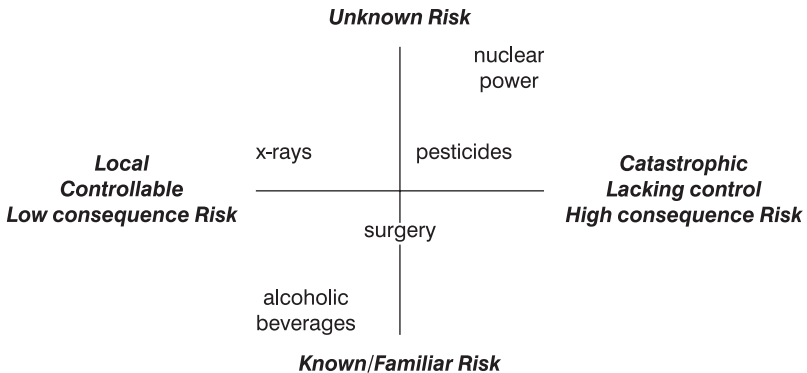 Unknown Risk
nuclear
power
x-rays
pesticides
Local
Controllable
Low consequence Risk
Catastrophic
Lacking control
High consequence Risk
surgery
alcoholic
beverages
Known/Familiar Risk